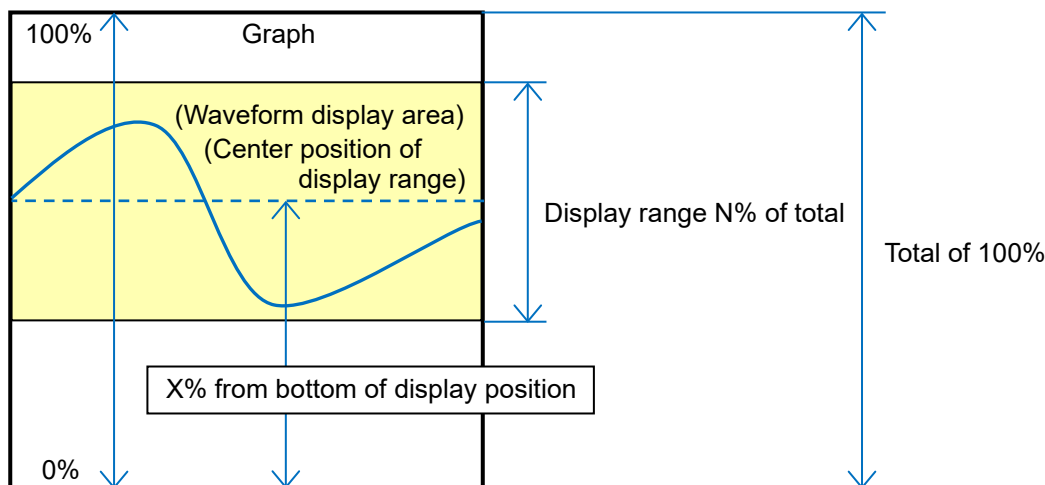 100%
Graph
(Waveform display area)
(Center position of
display range)
Display range N% of total
Total of 100%
X% from bottom of display position
0%